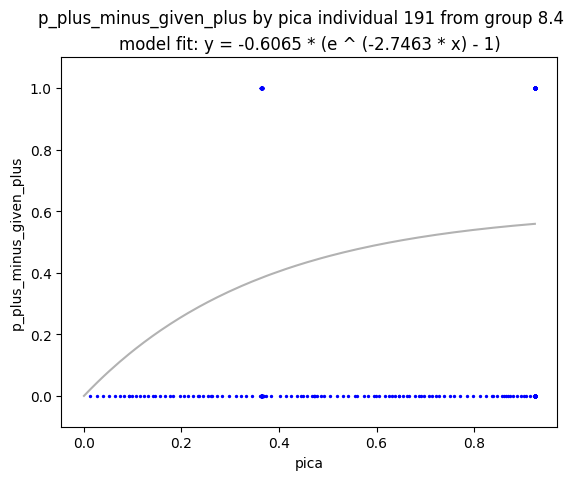 p_plus_minus_given_plus by pica individual 191 from group 8.4
model fit: y = -0.6065 * (e ^ (-2.7463 * x) - 1)
1.0
0.8
0.6
0.4
0.2
0.0
p_plus_minus_given_plus
0.0 0.2 0.4 0.6 0.8
pica